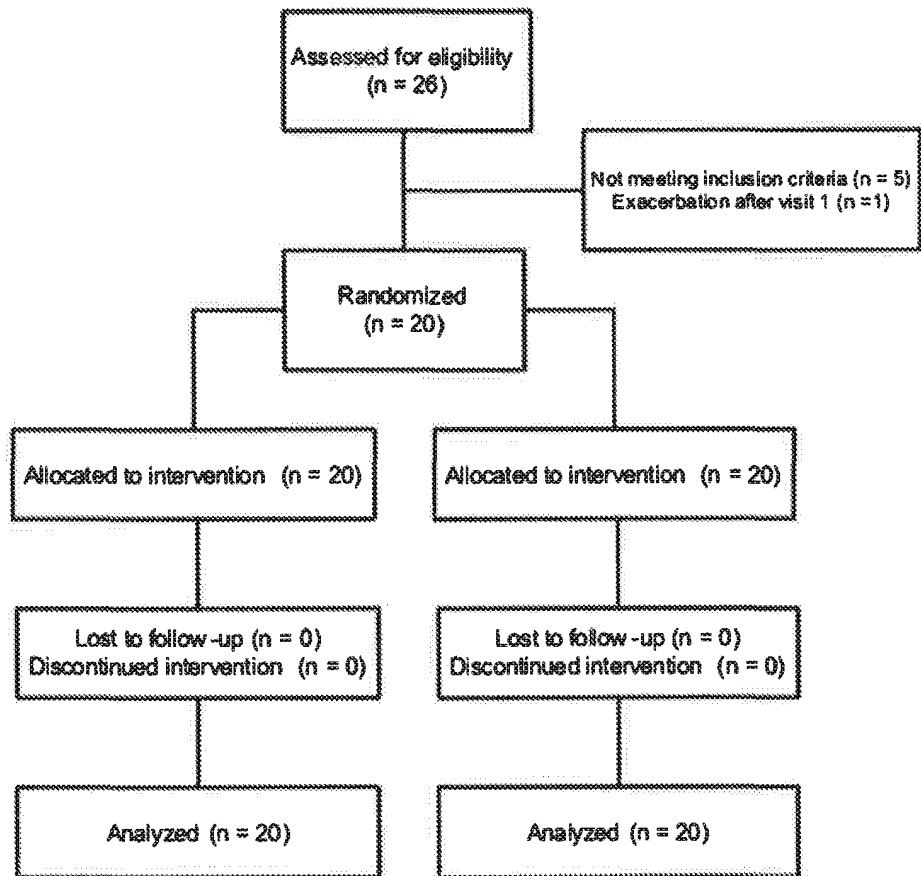 Assessed for eligibility
(n = 26)
Not meeting inclusion criteria (n = 5)
Exacerbation after visit 1 (n =1)
Randomized
(n = 20)
Allocated to intervention (n = 20)
Allocated to intervention (n = 20)
Lost to follow-up (n = 0)
Discontinued intervention (n = 0)
Lost to follow-up (n = 0)
Discontinued intervention (n = 0)
Analyzed (n = 20)
Analyzed (n = 20)